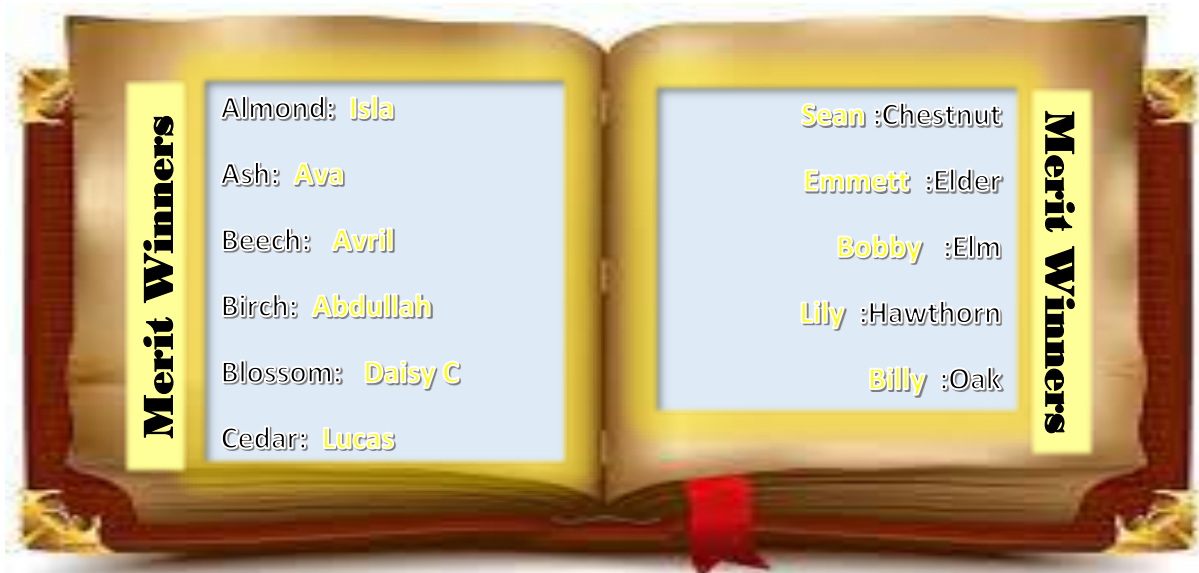 Merit Winners
Almond: Isla
Ash: Ava
Beech: Avril
Birch: Abdullah
Blossom: Daisy C
Cedar: Lucas
Sean :Chestnut
Emmett :Elder
Bobby :Elm
Lily :Hawthorn
Billy :Oak
Merit Winners